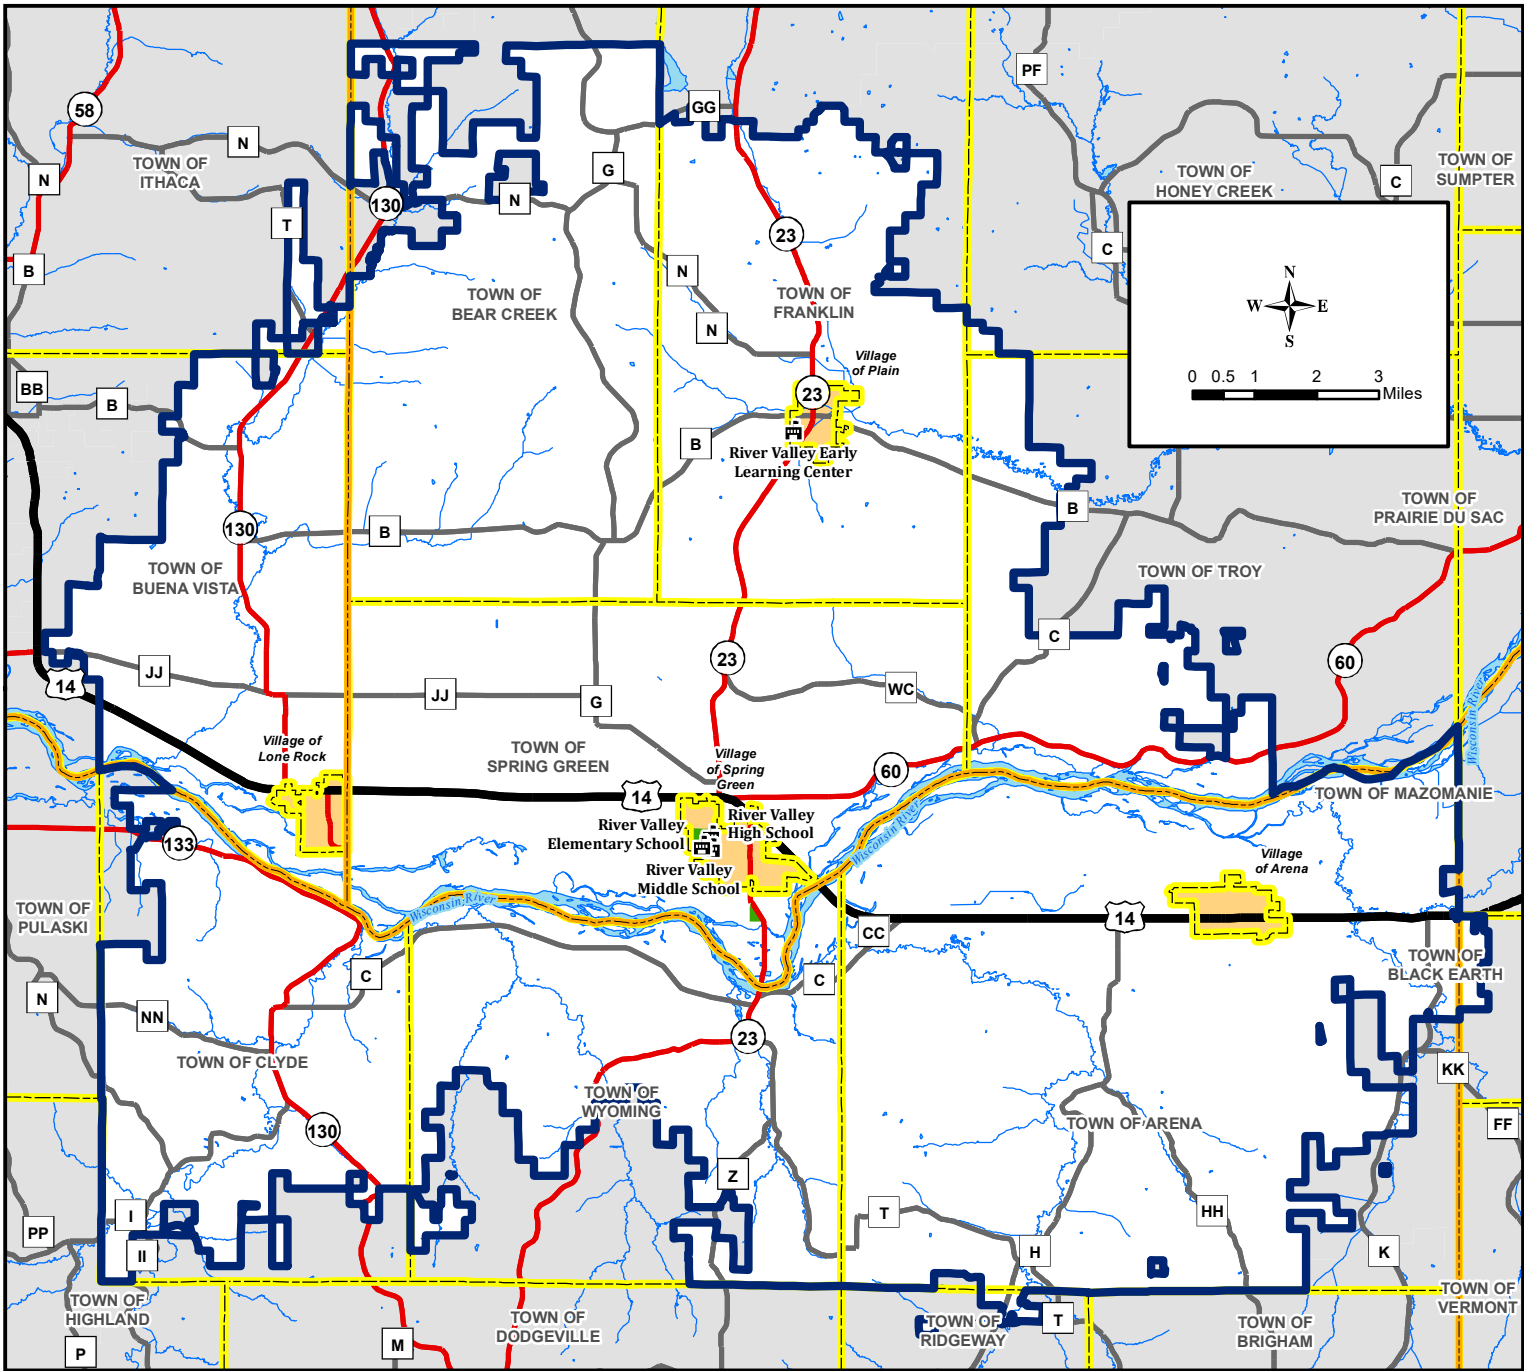 58
N
TOWN OF
ITHACA
N
T
B
130
N
G
GG
23
PF
TOWN OF
HONEY CREEK
C
C
TOWN OF
SUMPTER
N
N
TOWN OF
BEAR CREEK
TOWN OF
FRANKLIN
N
W
E
S
0 0.5 1 2 3
Miles
BB
B
Village
of Plain
23
B
River Valley Early
Learning Center
B
TOWN OF
PRAIRIE DU SAC
130
B
TOWN OF
BUENA VISTA
TOWN OF TROY
C
60
23
WC
14
JJ
JJ
G
Village of
Lone Rock
TOWN OF
SPRING GREEN
Village
of Spring
Green
14
60
Wisconsin River
TOWN OF MAZOMANIE
River Valley
High School
River Valley
Elementary School
River Valley
Middle School
133
Wisconsin River
Wisconsin River
Village
of Arena
14
TOWN OF
PULASKI
CC
C
C
TOWN OF
BLACK EARTH
N
NN
TOWN OF CLYDE
23
KK
TOWN OF
WYOMING
130
TOWN OF ARENA
FF
Z
T
HH
H
K
I
II
PP
TOWN OF
HIGHLAND
P
M
TOWN OF
DODGEVILLE
TOWN OF
RIDGEWAY
T
TOWN OF
BRIGHAM
TOWN OF
VERMONT